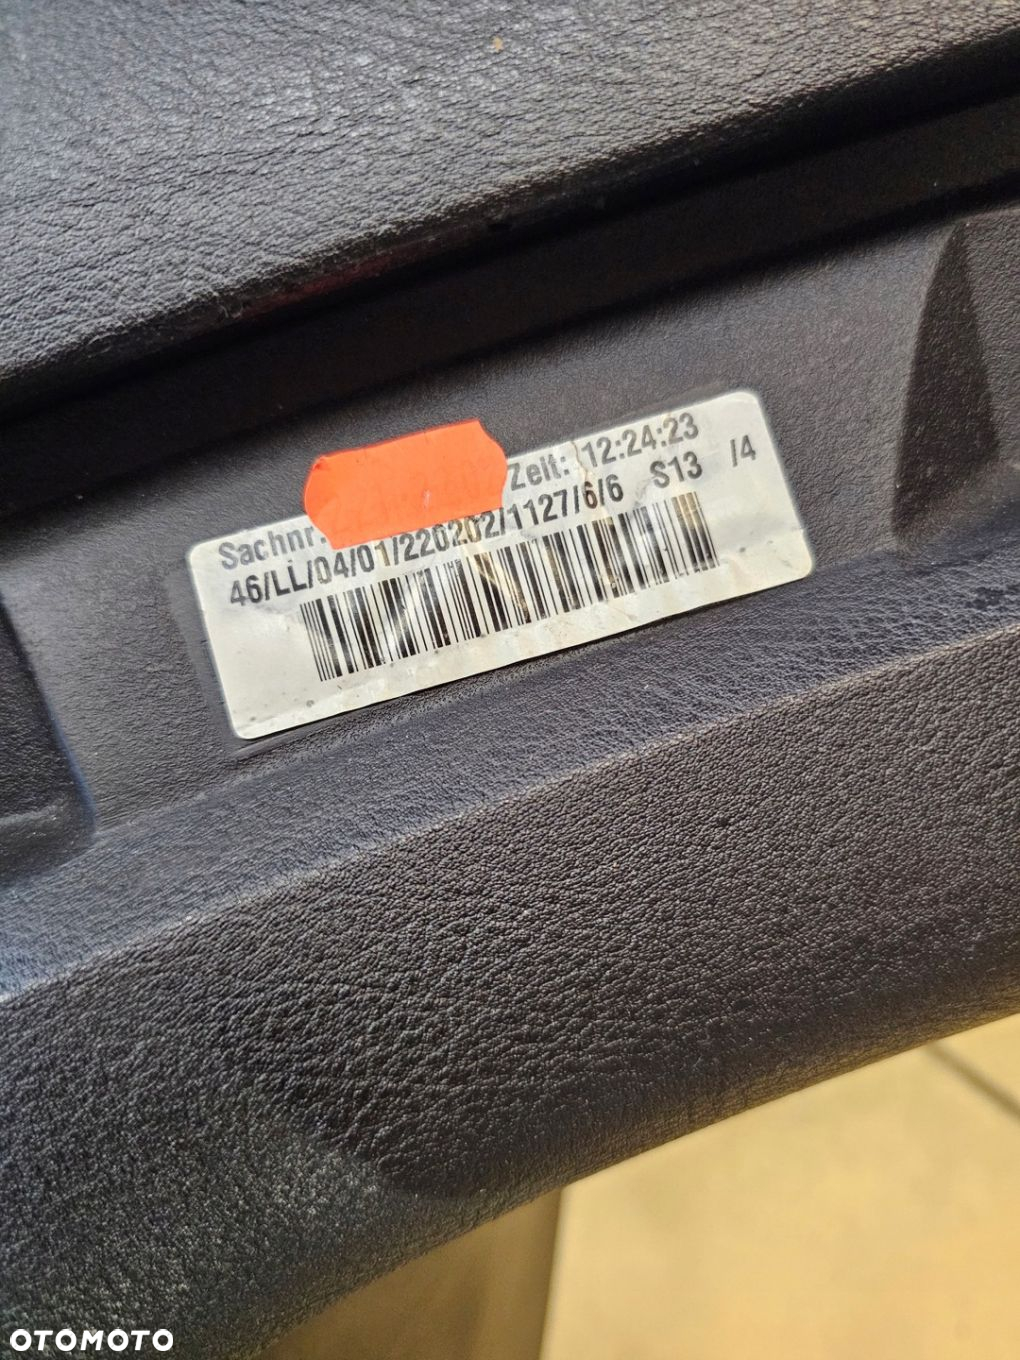 Sachnr. Zeit: 12:24:23
46/LL/04/01/220202/1127/6/6 S13 /4
OTOMOTO